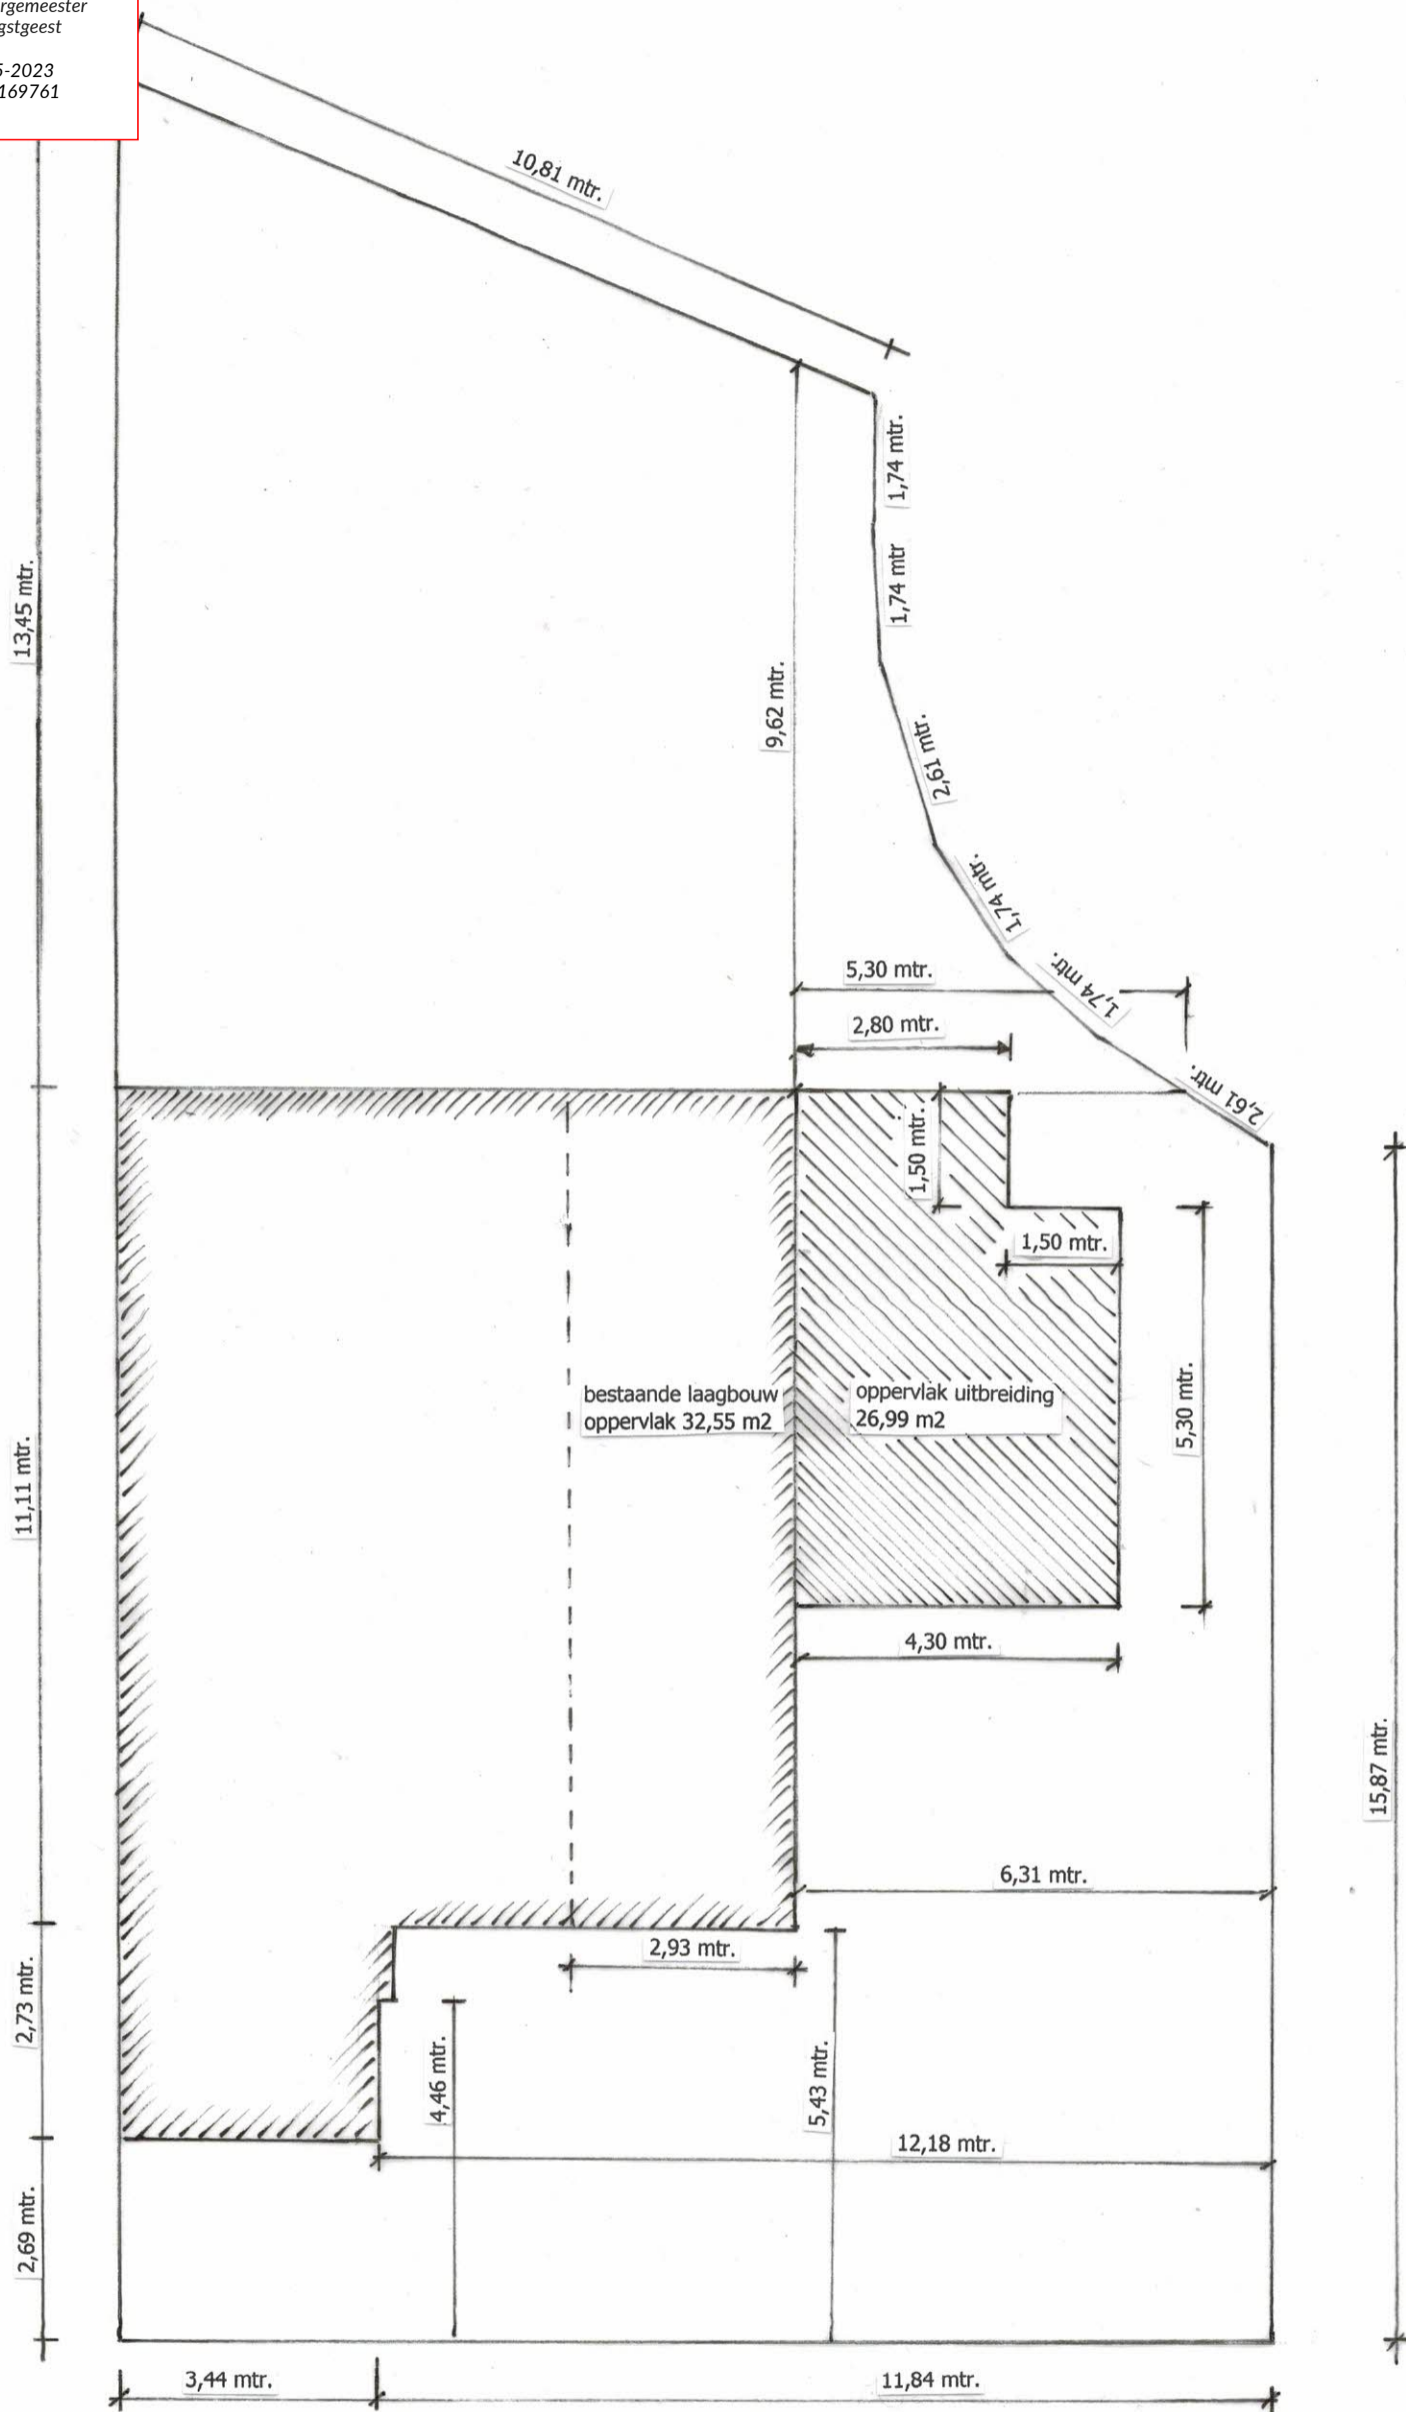 rgemeester
gstgeest
5-2023
169761
10,81 mtr.
1,74 mtr.
1,74 mtr
13,45 mtr.
9,62 mtr.
2,61 mtr.
1,74 mtr.
5,30 mtr.
1,74 mtr.
2,80 mtr.
2,61 mtr.
1,50 mtr.
1,50 mtr.
bestaande laagbouw
oppervlak 32,55 m2
oppervlak uitbreiding
26,99 m2
5,30 mtr.
11,11 mtr.
4,30 mtr.
15,87 mtr.
6,31 mtr.
2,93 mtr.
2,73 mtr.
4,46 mtr.
5,43 mtr.
12,18 mtr.
2,69 mtr.
3,44 mtr.
11,84 mtr.